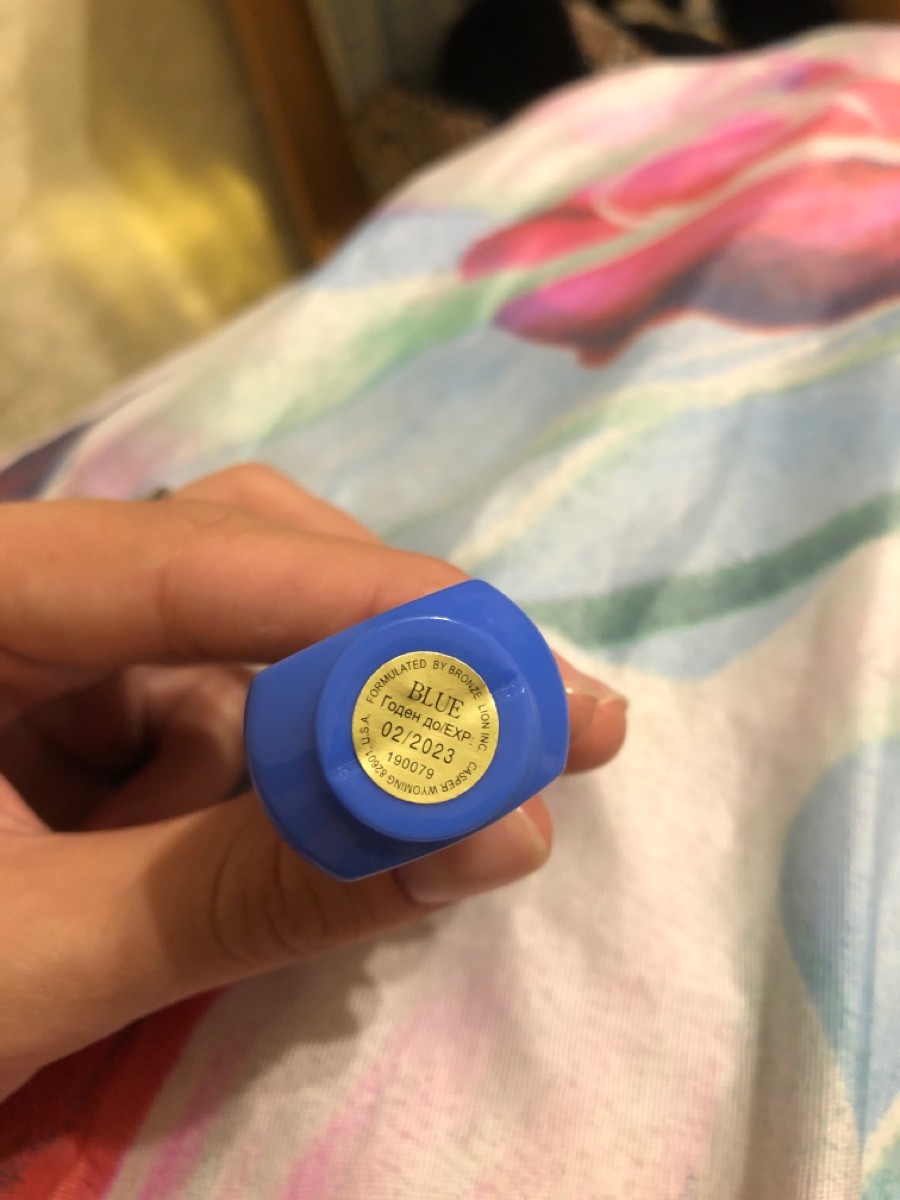 FORMULATED BY BRONZE LION INC. CASPER WYOMING 82601, U.S.A.
BLUE
Годен до/EXP:
02/2023
190079